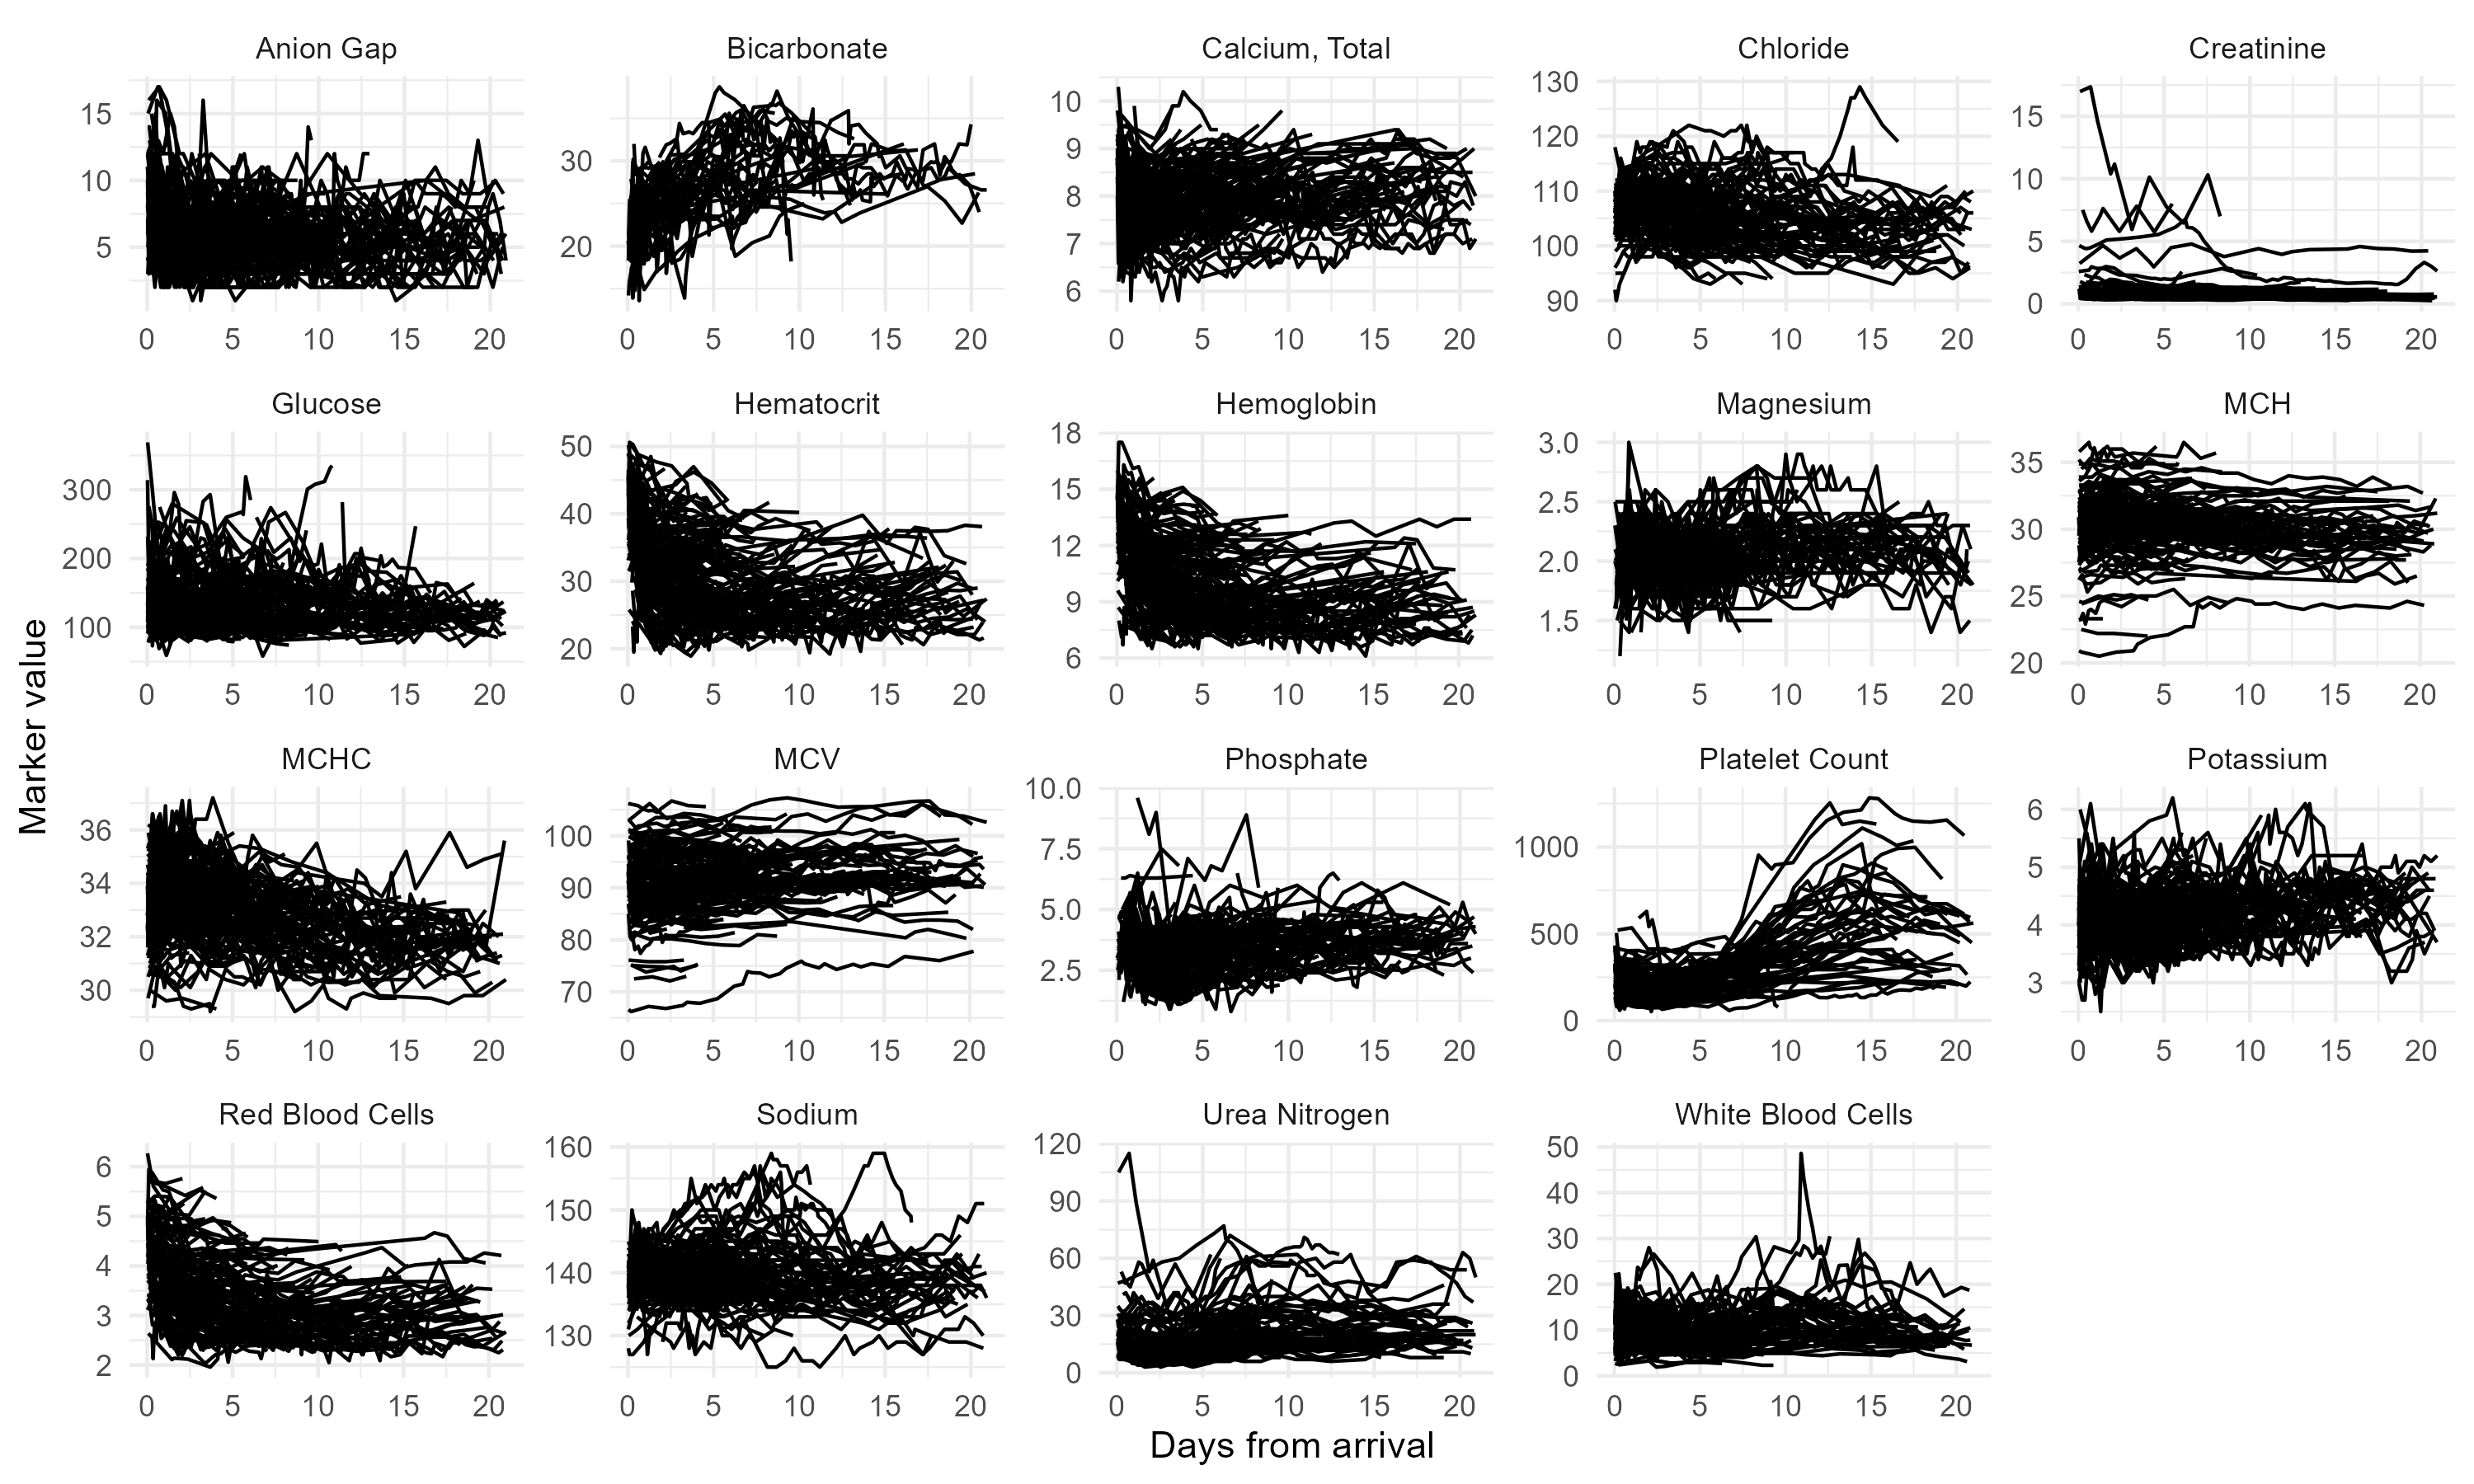 Anion Gap Bicarbonate Calcium, Total Chloride Creatinine
15 10 5
30 20
10 9 8 7 6
130 120 110 100 90
15 10 5 0
0 5 10 15 20 0 5 10 15 20 0 5 10 15 20 0 5 10 15 20 0 5 10 15 20
Glucose Hematocrit Hemoglobin Magnesium MCH
300 200 100
50 40 30 20
18 15 12 9 6
3.0 2.5 2.0 1.5
35 30 25 20
0 5 10 15 20 0 5 10 15 20 0 5 10 15 20 0 5 10 15 20 0 5 10 15 20
Marker value
MCHC MCV Phosphate Platelet Count Potassium
36 34 32 30
100 90 80 70
10.0 7.5 5.0 2.5
1000 500 0
6 5 4 3
0 5 10 15 20 0 5 10 15 20 0 5 10 15 20 0 5 10 15 20 0 5 10 15 20
Red Blood Cells Sodium Urea Nitrogen White Blood Cells
6 5 4 3 2
160 150 140 130
120 90 60 30 0
50 40 30 20 10 0
0 5 10 15 20 0 5 10 15 20 0 5 10 15 20 0 5 10 15 20
Days from arrival